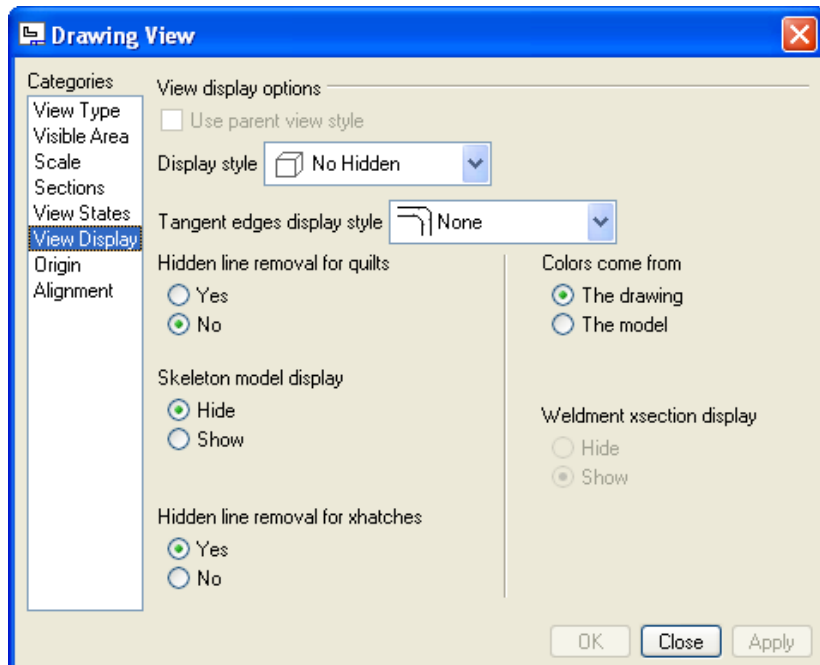 Drawing View
Categories
View Type
Visible Area
Scale
Sections
View States
View Display
Origin
Alignment
View display options
Use parent view style
Display style No Hidden
Tangent edges display style None
Hidden line removal for quilts
Yes
No
Colors come from
The drawing
The model
Skeleton model display
Hide
Show
Weldment xsection display
Hide
Show
Hidden line removal for xhatches
Yes
No
OK Close Apply